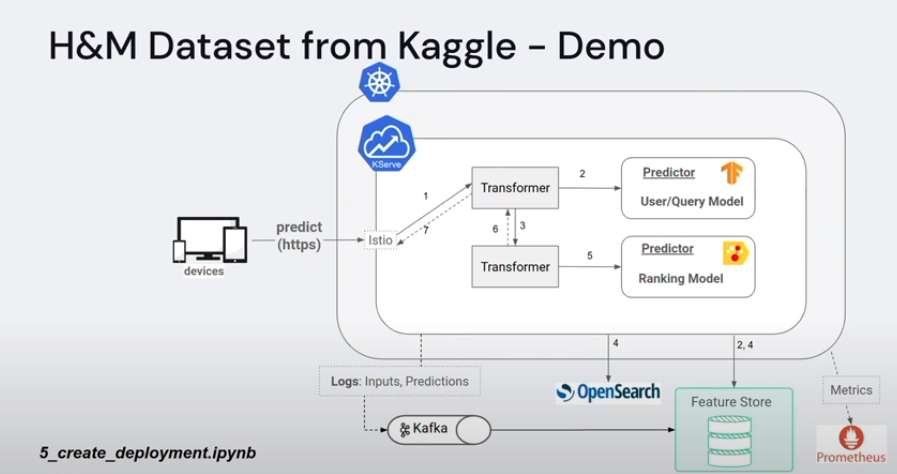 H&M Dataset from Kaggle - Demo
KServe
devices
predict
(https)
Istio
1
7
Transformer
2
Predictor
User/Query Model
6
3
Transformer
5
Predictor
Ranking Model
4
2, 4
Logs: Inputs, Predictions
OpenSearch
Feature Store
Metrics
Kafka
Prometheus
5_create_deployment.ipynb